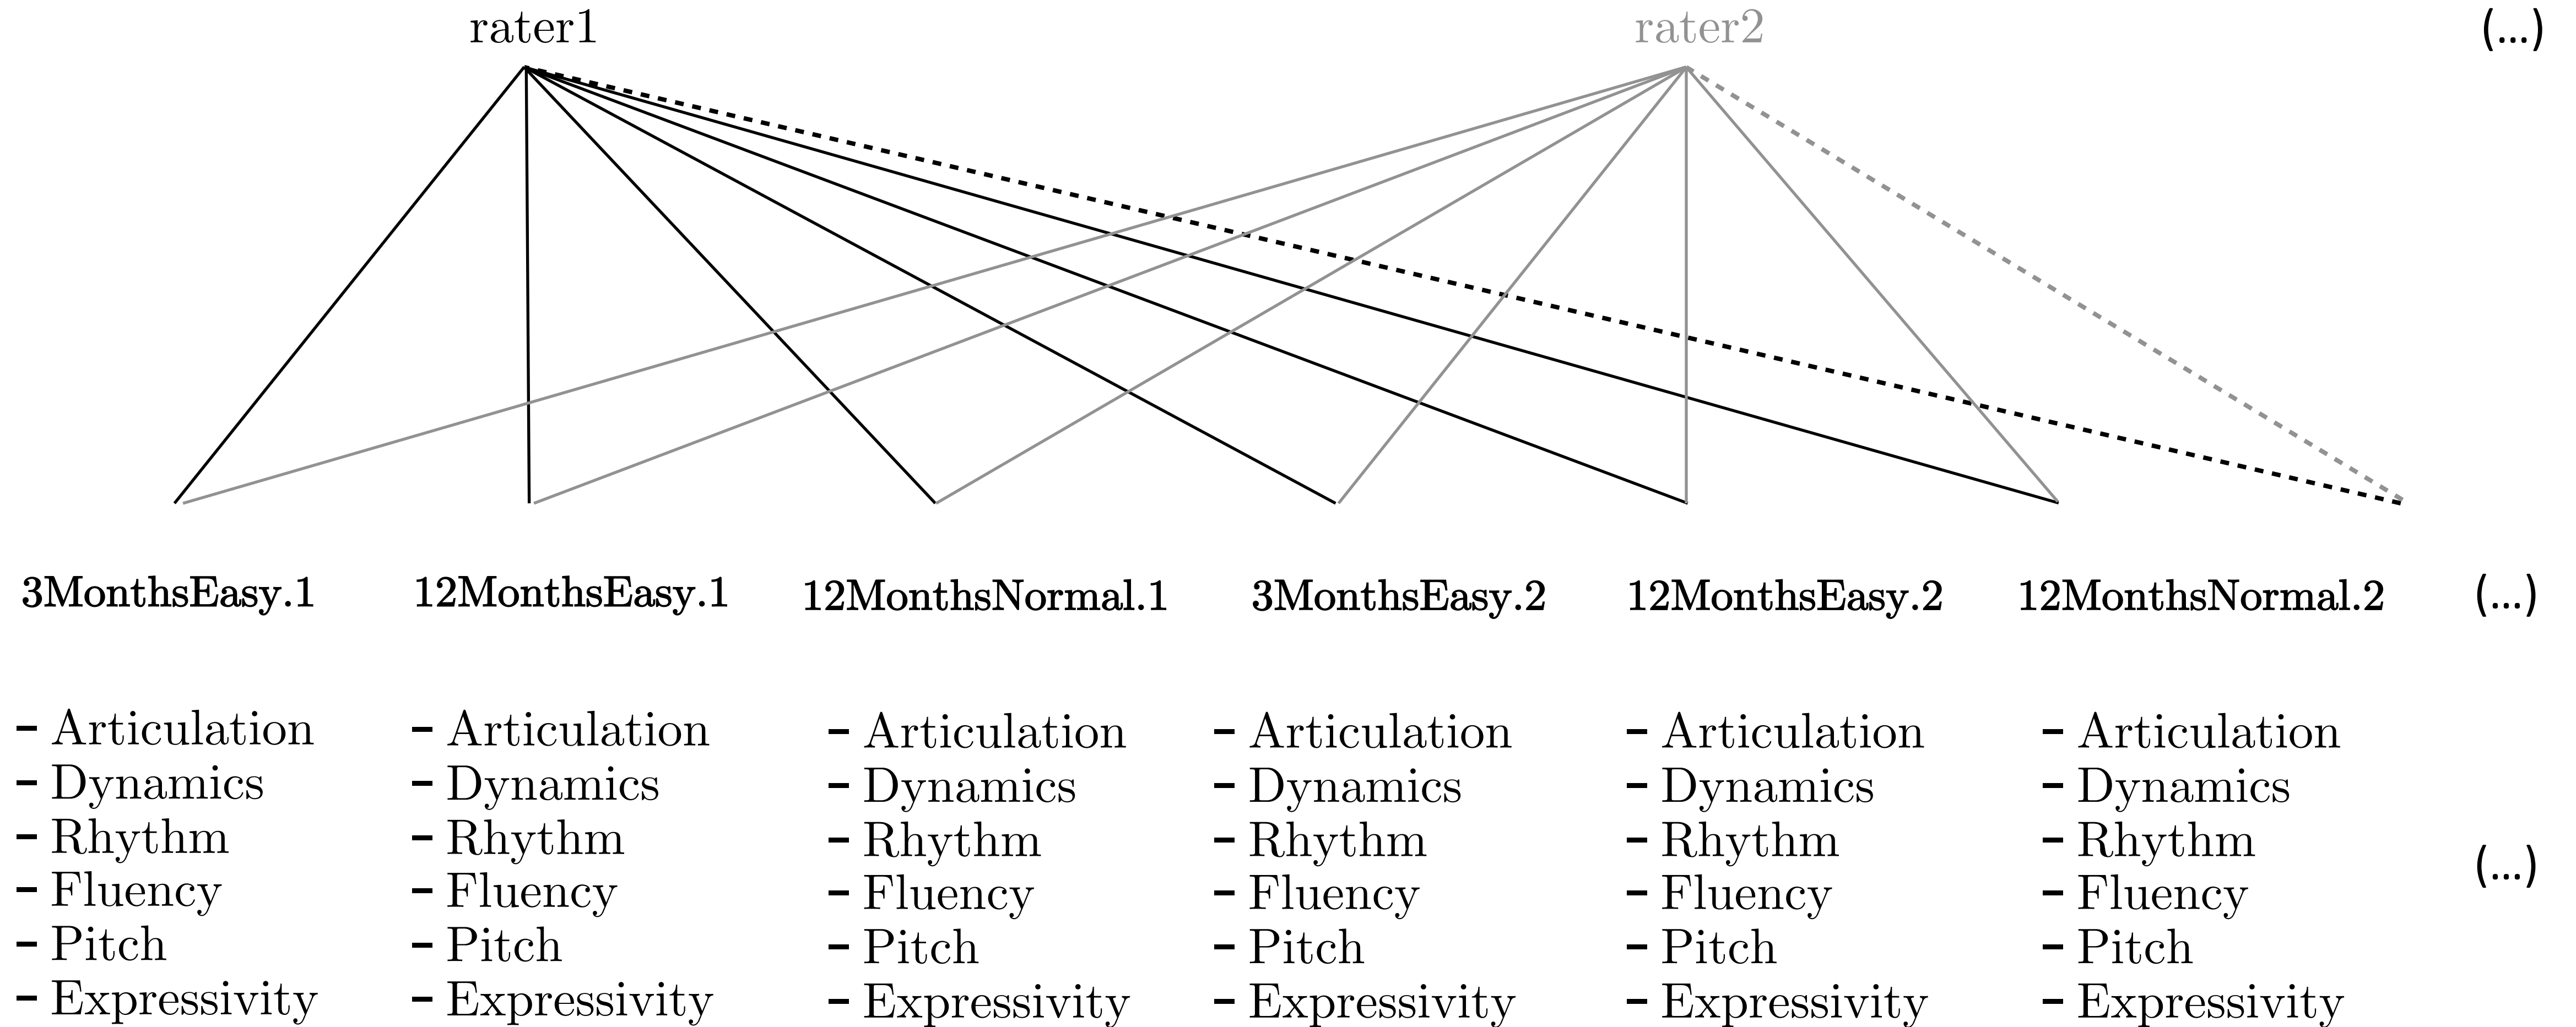 rater1 rater2 (...)
3MonthsEasy.1 12MonthsEasy.1 12MonthsNormal.1 3MonthsEasy.2 12MonthsEasy.2 12MonthsNormal.2 (...)
- Articulation - Articulation - Articulation - Articulation - Articulation - Articulation
- Dynamics - Dynamics - Dynamics - Dynamics - Dynamics - Dynamics
- Rhythm - Rhythm - Rhythm - Rhythm - Rhythm - Rhythm (...)
- Fluency - Fluency - Fluency - Fluency - Fluency - Fluency
- Pitch - Pitch - Pitch - Pitch - Pitch - Pitch
- Expressivity - Expressivity - Expressivity - Expressivity - Expressivity - Expressivity